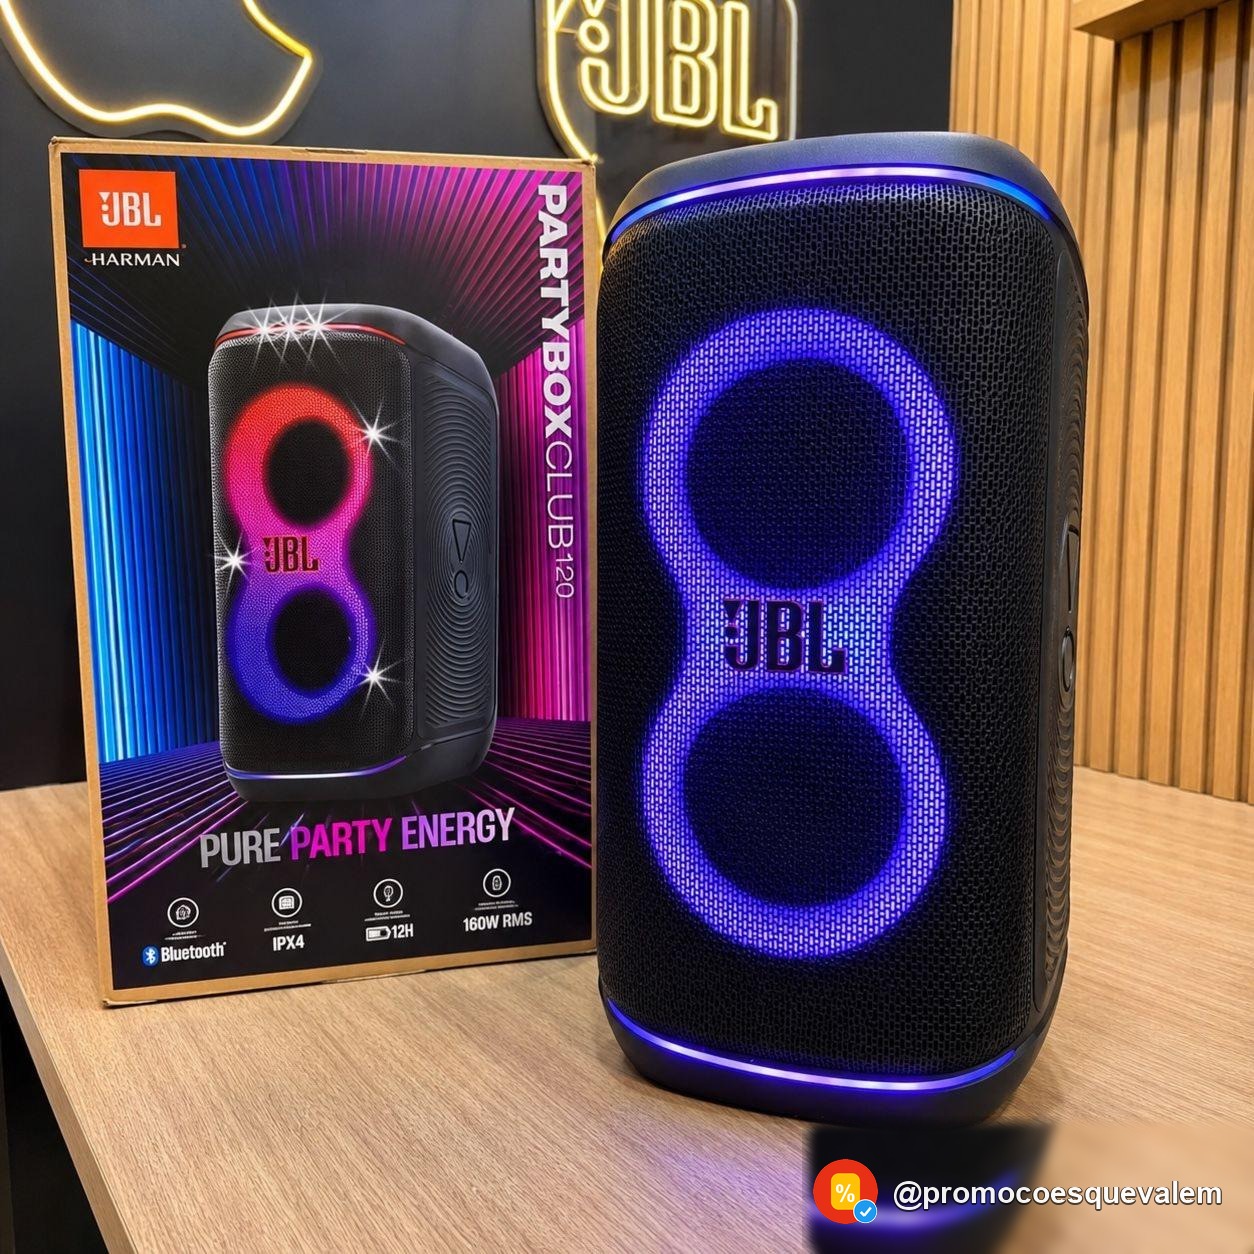 JBL
JBL
HARMAN
PARTYBOX CLUB 120
JBL
PURE PARTY ENERGY
Bluetooth
IPX4
12H
160W RMS
JBL
@promocoesquevalem